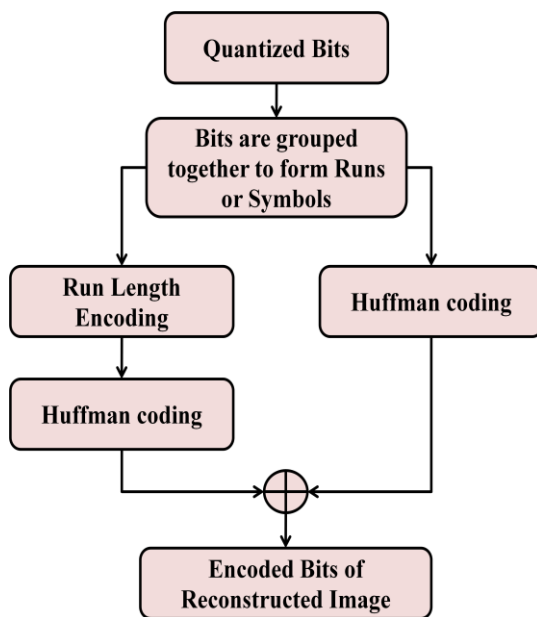 Quantized Bits
Bits are grouped
together to form Runs
or Symbols
Run Length
Encoding
Huffman coding
Huffman coding
Encoded Bits of
Reconstructed Image